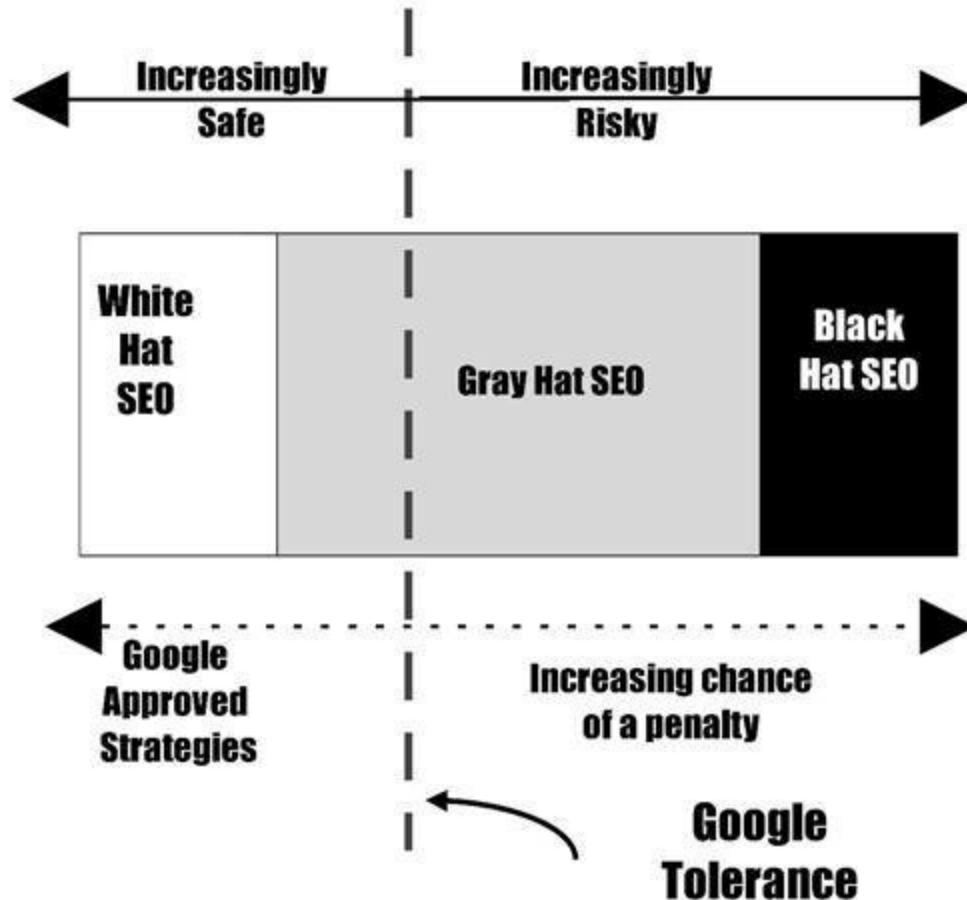 Increasingly
Safe
Increasingly
Risky
White
Hat
SEO
Gray Hat SEO
Black
Hat SEO
Google
Approved
Strategies
Increasing chance
of a penalty
Google
Tolerance